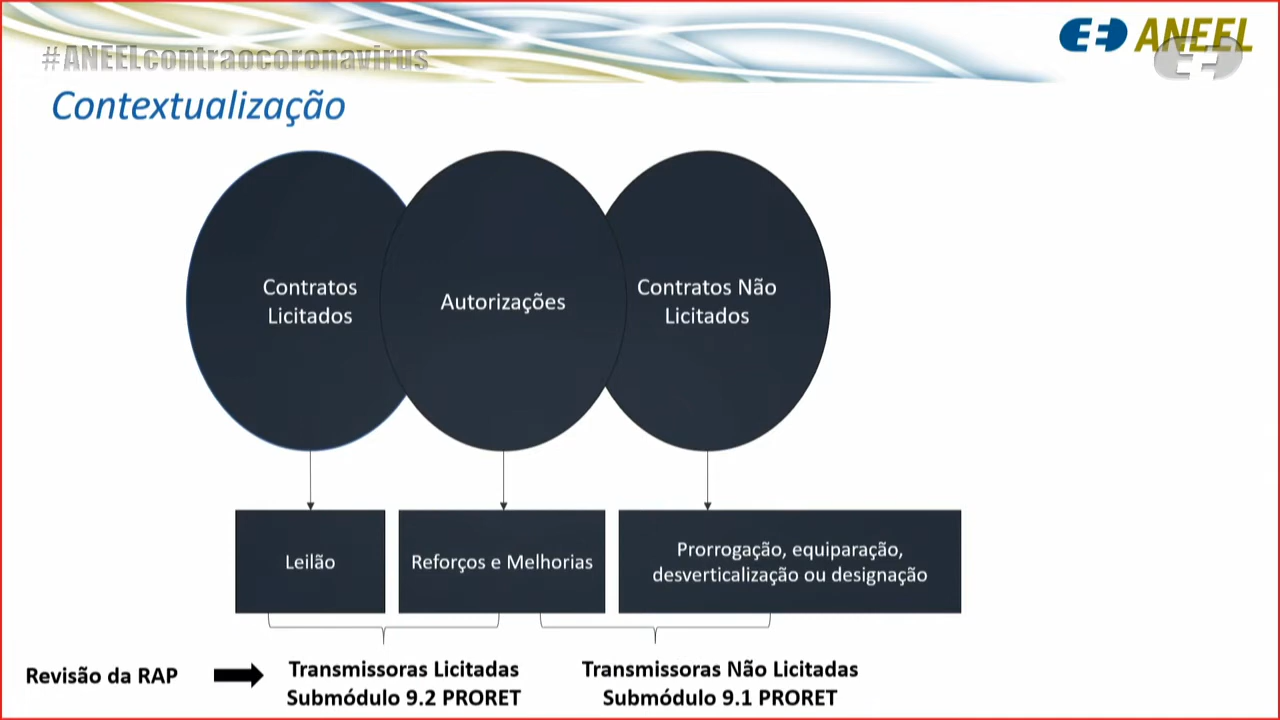 #ANEELcontraocoronavirus
ANEEL
Contextualização
Contratos
Licitados
Autorizações
Contratos Não
Licitados
Leilão
Reforços e Melhorias
Prorrogação, equiparação,
desverticalização ou designação
Revisão da RAP
Transmissoras Licitadas
Submódulo 9.2 PRORET
Transmissoras Não Licitadas
Submódulo 9.1 PRORET